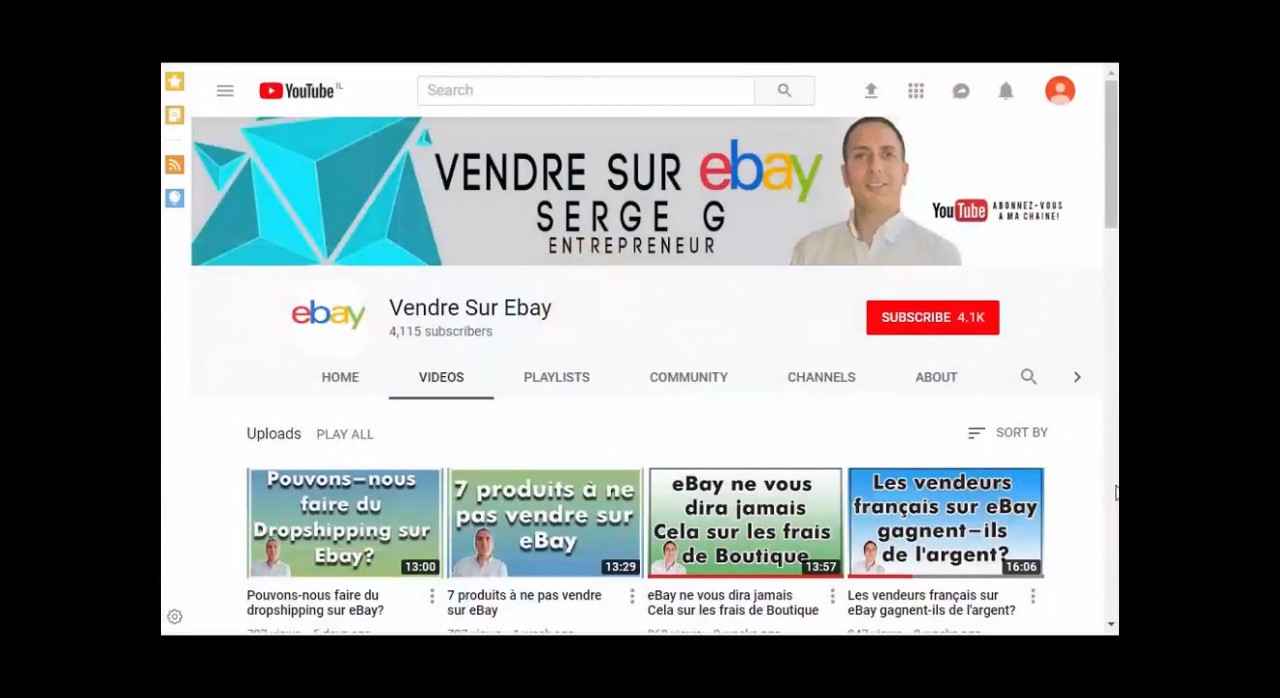 YouTube IL
Search
VENDRE SUR ebay
SERGE G
ENTREPRENEUR
YouTube ABONNEZ-VOUS
À MA CHAINE!
ebay
Vendre Sur Ebay
4,115 subscribers
SUBSCRIBE 4.1K
HOME VIDEOS PLAYLISTS COMMUNITY CHANNELS ABOUT
Uploads PLAY ALL
SORT BY
Pouvons-nous
faire du
Dropshipping sur
Ebay?
13:00
7 produits à ne
pas vendre sur
eBay
13:29
eBay ne vous
dira jamais
Cela sur les frais
de Boutique
13:57
Les vendeurs
français sur eBay
gagnent-ils
de l'argent?
16:06
Pouvons-nous faire du
dropshipping sur eBay?
7 produits à ne pas vendre
sur eBay
eBay ne vous dira jamais
Cela sur les frais de Boutique
Les vendeurs français sur
eBay gagnent-ils de l'argent?